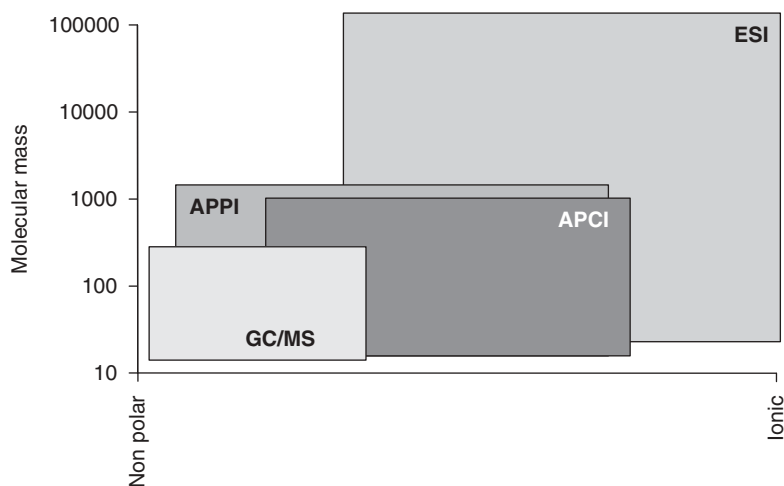 100000
ESI
10000
Molecular mass
1000
APPI
APCI
100
GC/MS
10
Non polar
Ionic